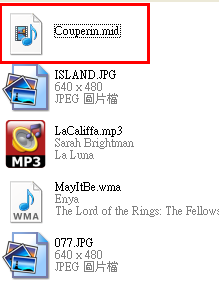 Couperin.mid
ISLAND.JPG
640 x 480
JPEG 圖片檔
LaCaliffa.mp3
Sarah Brightman
La Luna
MP3
MayItBe.wma
Enya
The Lord of the Rings: The Fellows
WMA
077.JPG
640 x 480
JPEG 圖片檔